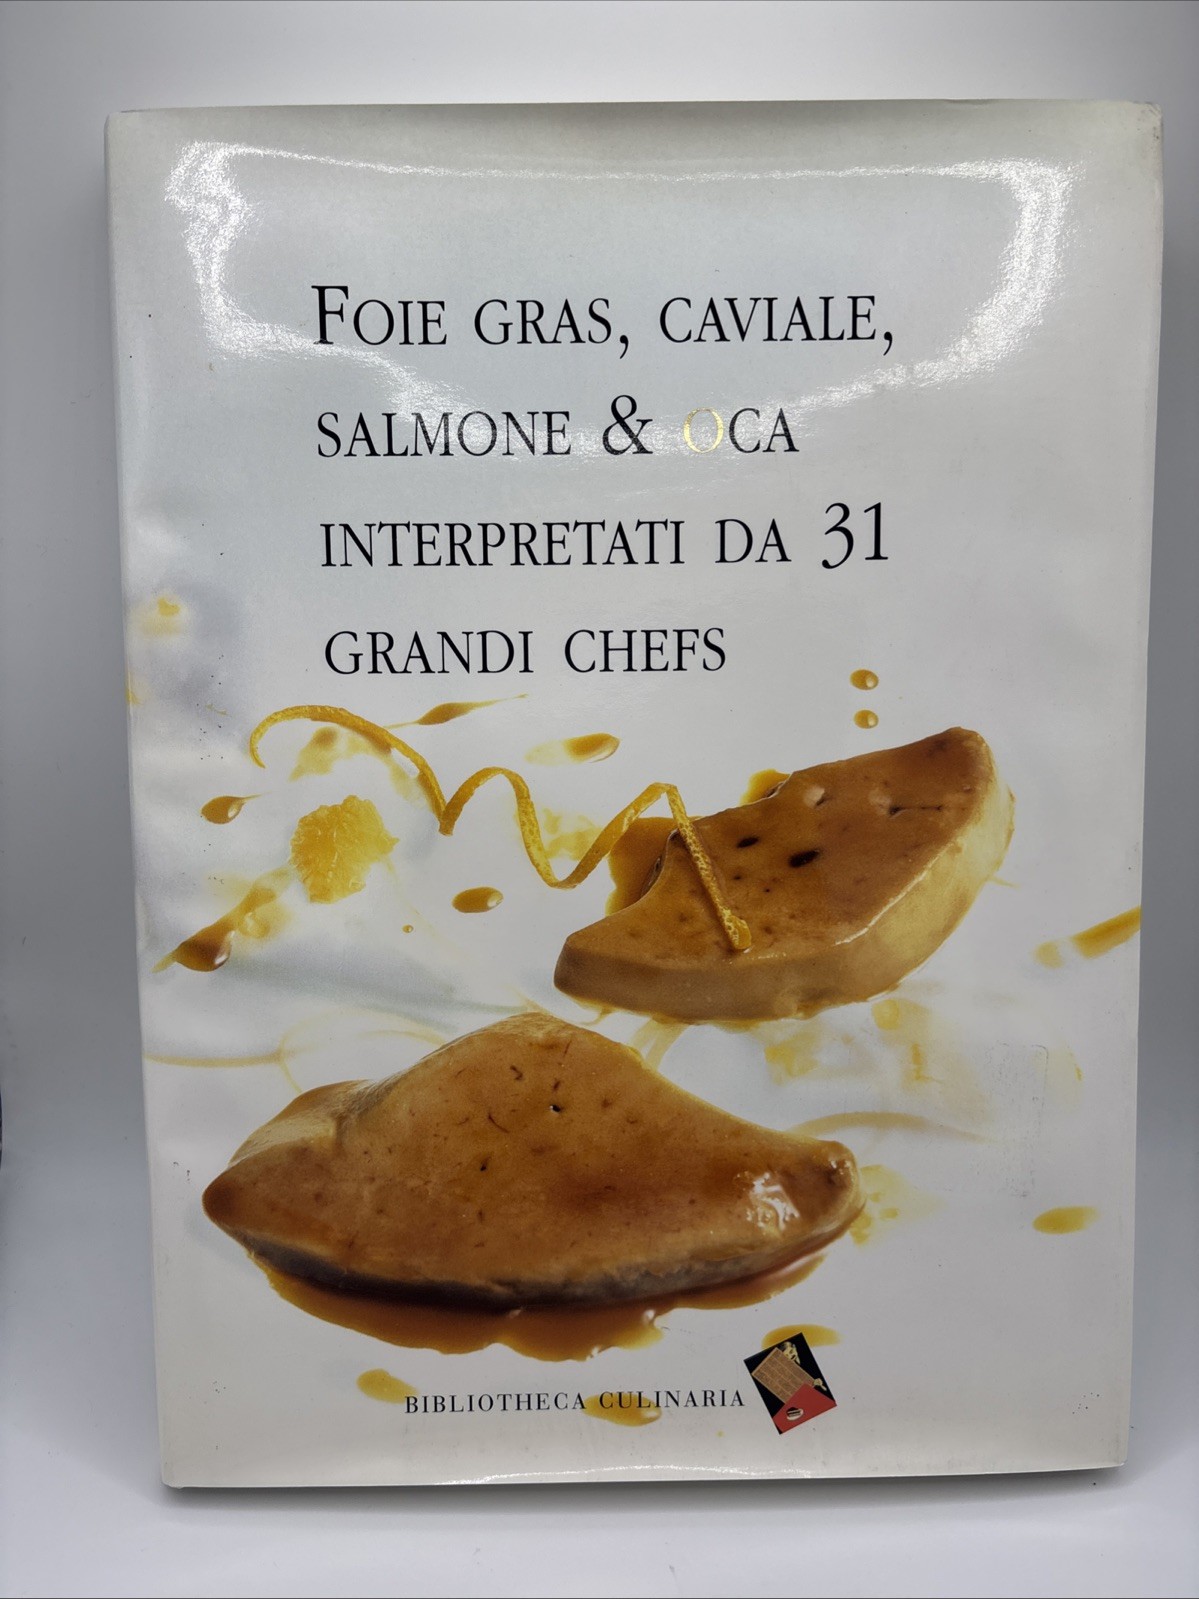 FOIE GRAS, CAVIALE,
SALMONE & OCA
INTERPRETATI DA 31
GRANDI CHEFS
BIBLIOTHECA CULINARIA